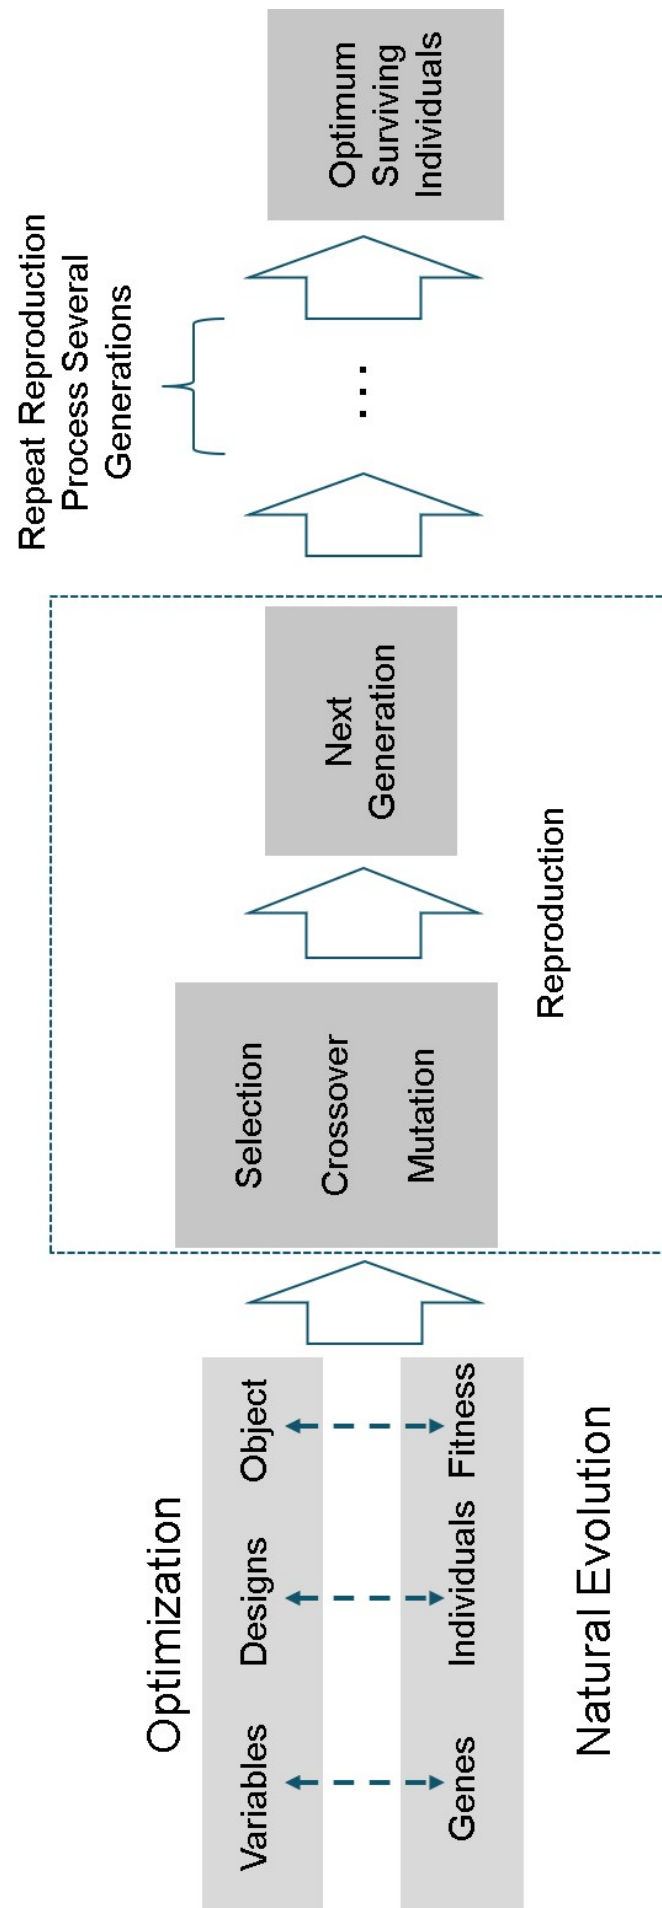 Optimization
Variables Designs Object
Genes Individuals Fitness
Natural Evolution
Selection
Crossover
Mutation
Next
Generation
Reproduction
Repeat Reproduction
Process Several
Generations
...
Optimum
Surviving
Individuals